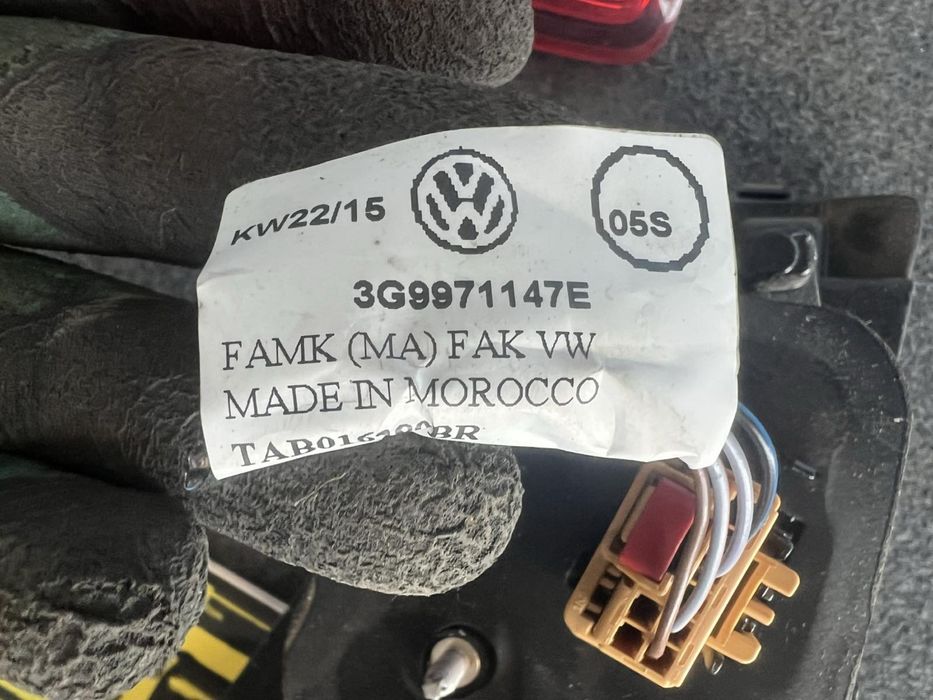 KW22/15
05S
3G9971147E
FAMK (MA) FAK VW
MADE IN MOROCCO